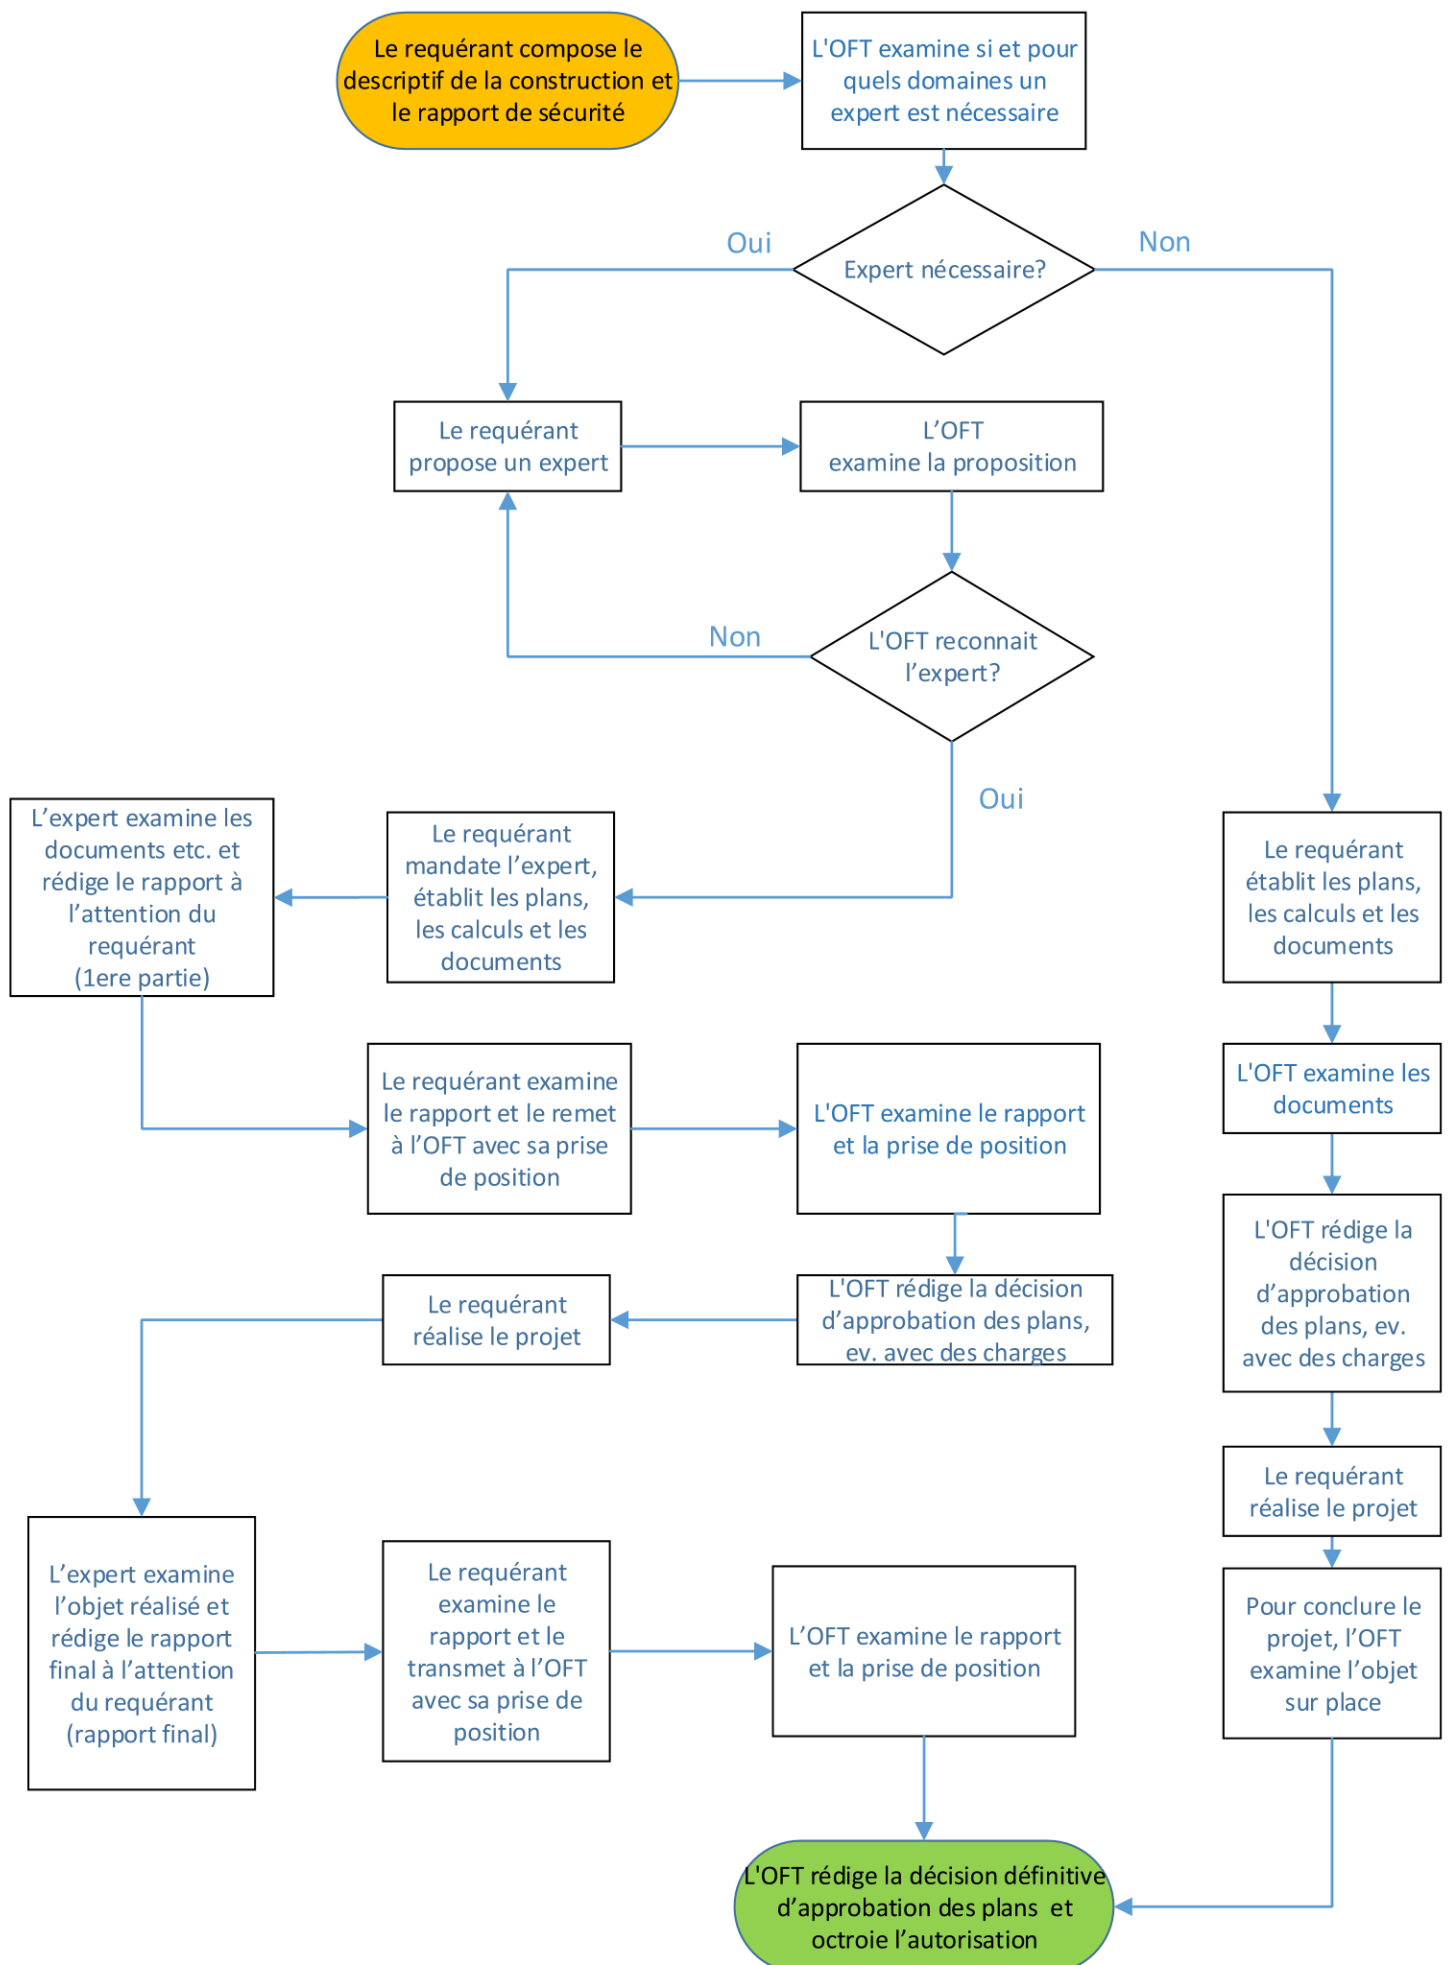 Le requérant compose le
descriptif de la construction et
le rapport de sécurité
L'OFT examine si et pour
quels domaines un
expert est nécessaire
Oui
Non
Expert nécessaire?
Le requérant
propose un expert
L’OFT
examine la proposition
Non
L'OFT reconnait
l’expert?
Oui
L’expert examine les
documents etc. et
rédige le rapport à
l’attention du
requérant
(1ere partie)
Le requérant
mandate l’expert,
établit les plans,
les calculs et les
documents
Le requérant
établit les plans,
les calculs et les
documents
Le requérant examine
le rapport et le remet
à l’OFT avec sa prise
de position
L'OFT examine le rapport
et la prise de position
L'OFT examine les
documents
Le requérant
réalise le projet
L'OFT rédige la décision
d’approbation des plans,
ev. avec des charges
L'OFT rédige la
décision
d’approbation
des plans, ev.
avec des charges
Le requérant
réalise le projet
L’expert examine
l’objet réalisé et
rédige le rapport
final à l’attention
du requérant
(rapport final)
Le requérant
examine le
rapport et le
transmet à l’OFT
avec sa prise de
position
L’OFT examine le rapport
et la prise de position
Pour conclure le
projet, l’OFT
examine l’objet
sur place
L'OFT rédige la décision définitive
d’approbation des plans et
octroie l’autorisation